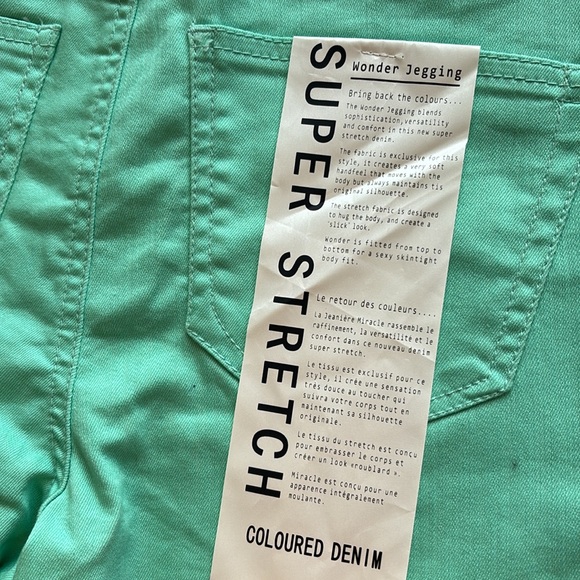 SUPER STRETCH
Wonder Jegging
Bring back the colours...
The Wonder Jegging blends
sophistication,versatility
and comfort in this new super
stretch denim.
The fabric is exclusive for this
style, it creates a very soft
handfeel that moves with the
body but always maintains tis
original silhouette.
The stretch fabric is designed
to hug the body, and create a
'slick' look.
Wonder is fitted from top to
bottom for a sexy skintight
body fit.
Le retour des couleurs....
La Jeanière Miracle rassemble le
raffinement, la versatilité et le
confort dans ce nouveau denim
super stretch.
Le tissu est exclusif pour ce
style, il crée une sensation
très douce au toucher qui
suivra votre corps tout en
maintenant sa silhouette
originale.
Le tissu du stretch est conçu
pour embrasser le corps et
créer un look «roublard ».
Miracle est conçu pour une
apparence intégralement
moulante.
COLOURED DENIM